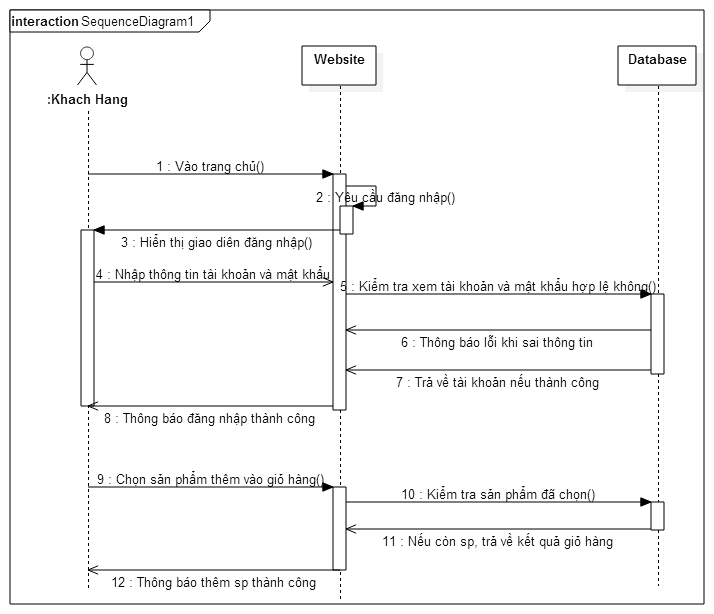 interaction SequenceDiagram1
Website
Database
:Khach Hang
1 : Vào trang chủ()
2 : Yêu cầu đăng nhập()
3 : Hiển thị giao diên đăng nhập()
4 : Nhập thông tin tài khoản và mật khẩu
5 : Kiểm tra xem tài khoản và mật khẩu hợp lệ không()
6 : Thông báo lỗi khi sai thông tin
7 : Trả về tài khoản nếu thành công
8 : Thông báo đăng nhập thành công
9 : Chọn sản phẩm thêm vào giỏ hàng()
10 : Kiểm tra sản phẩm đã chọn()
11 : Nếu còn sp, trả về kết quả giỏ hàng
12 : Thông báo thêm sp thành công